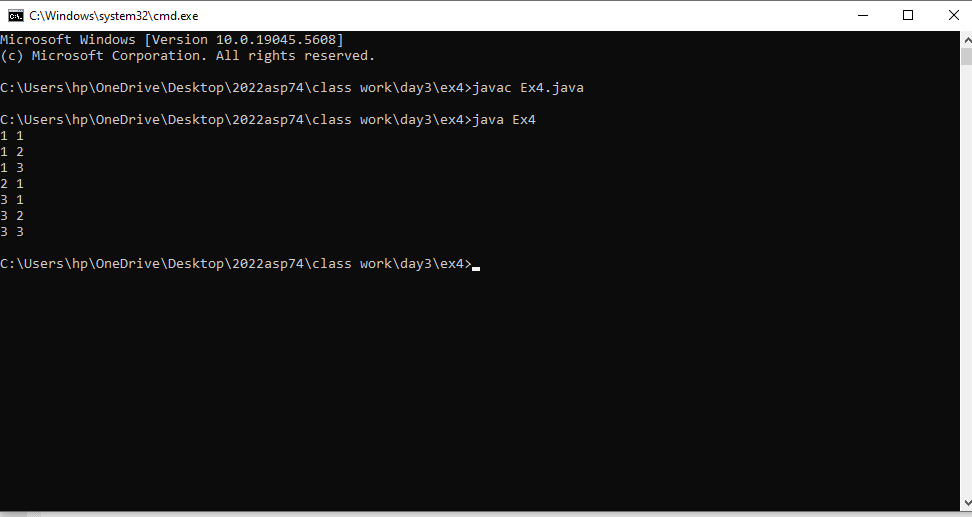 C:\Windows\system32\cmd.exe
Microsoft Windows [Version 10.0.19045.5608]
(c) Microsoft Corporation. All rights reserved.
C:\Users\hp\OneDrive\Desktop\2022asp74\class work\day3\ex4>javac Ex4.java
C:\Users\hp\OneDrive\Desktop\2022asp74\class work\day3\ex4>java Ex4
1 1
1 2
1 3
2 1
3 1
3 2
3 3
C:\Users\hp\OneDrive\Desktop\2022asp74\class work\day3\ex4>